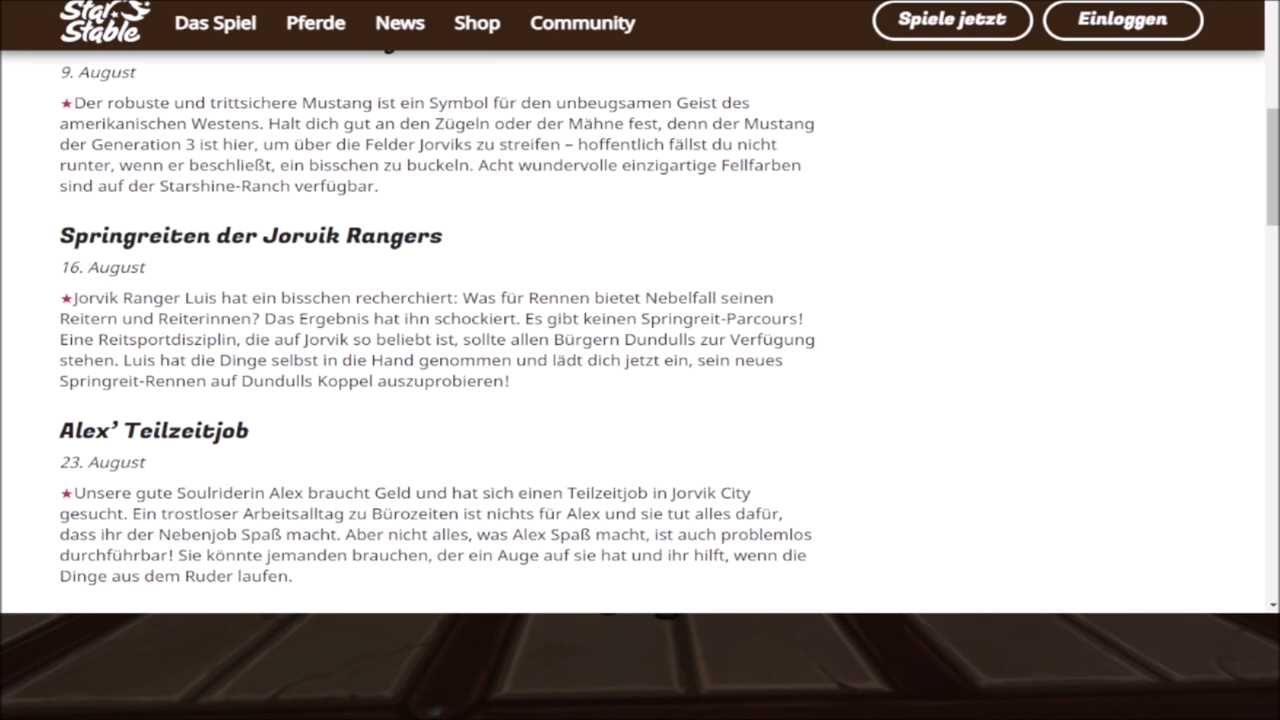 Star
Stable
Das Spiel
Pferde
News
Shop
Community
Spiele jetzt
Einloggen
9. August
★Der robuste und trittsichere Mustang ist ein Symbol für den unbeugsamen Geist des
amerikanischen Westens. Halt dich gut an den Zügeln oder der Mähne fest, denn der Mustang
der Generation 3 ist hier, um über die Felder Jorviks zu streifen – hoffentlich fällst du nicht
runter, wenn er beschließt, ein bisschen zu buckeln. Acht wundervolle einzigartige Fellfarben
sind auf der Starshine-Ranch verfügbar.
Springreiten der Jorvik Rangers
16. August
★Jorvik Ranger Luis hat ein bisschen recherchiert: Was für Rennen bietet Nebelfall seinen
Reitern und Reiterinnen? Das Ergebnis hat ihn schockiert. Es gibt keinen Springreit-Parcours!
Eine Reitsportdisziplin, die auf Jorvik so beliebt ist, sollte allen Bürgern Dundulls zur Verfügung
stehen. Luis hat die Dinge selbst in die Hand genommen und lädt dich jetzt ein, sein neues
Springreit-Rennen auf Dundulls Koppel auszuprobieren!
Alex’ Teilzeitjob
23. August
★Unsere gute Soulriderin Alex braucht Geld und hat sich einen Teilzeitjob in Jorvik City
gesucht. Ein trostloser Arbeitsalltag zu Bürozeiten ist nichts für Alex und sie tut alles dafür,
dass ihr der Nebenjob Spaß macht. Aber nicht alles, was Alex Spaß macht, ist auch problemlos
durchführbar! Sie könnte jemanden brauchen, der ein Auge auf sie hat und ihr hilft, wenn die
Dinge aus dem Ruder laufen.